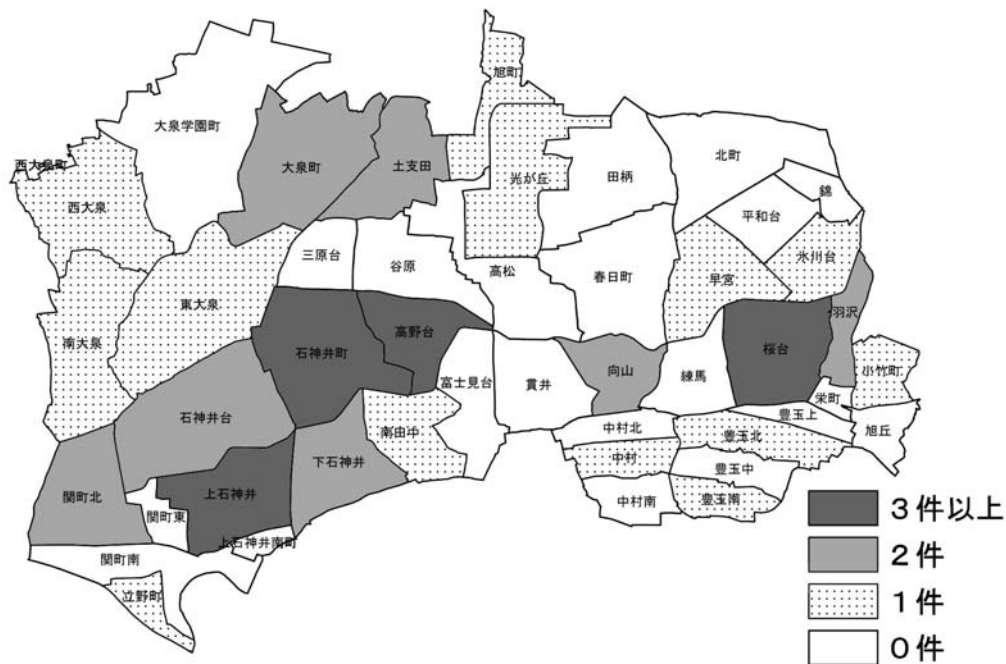 旭町
大泉学園町
北町
西大泉町
大泉町
土支田
光が丘
田柄
錦
西大泉
平和台
三原台
谷原
高松
春日町
早宮
氷川台
東大泉
羽沢
南大泉
石神井町
高野台
桜台
富士見台
貫井
向山
練馬
小竹町
栄町
石神井台
南田中
中村北
豊玉上
旭丘
豊玉北
下石神井
中村
豊玉中
関町北
上石神井
中村南
豊玉南
関町東
上石神井南町
関町南
立野町
3件以上
2件
1件
0件